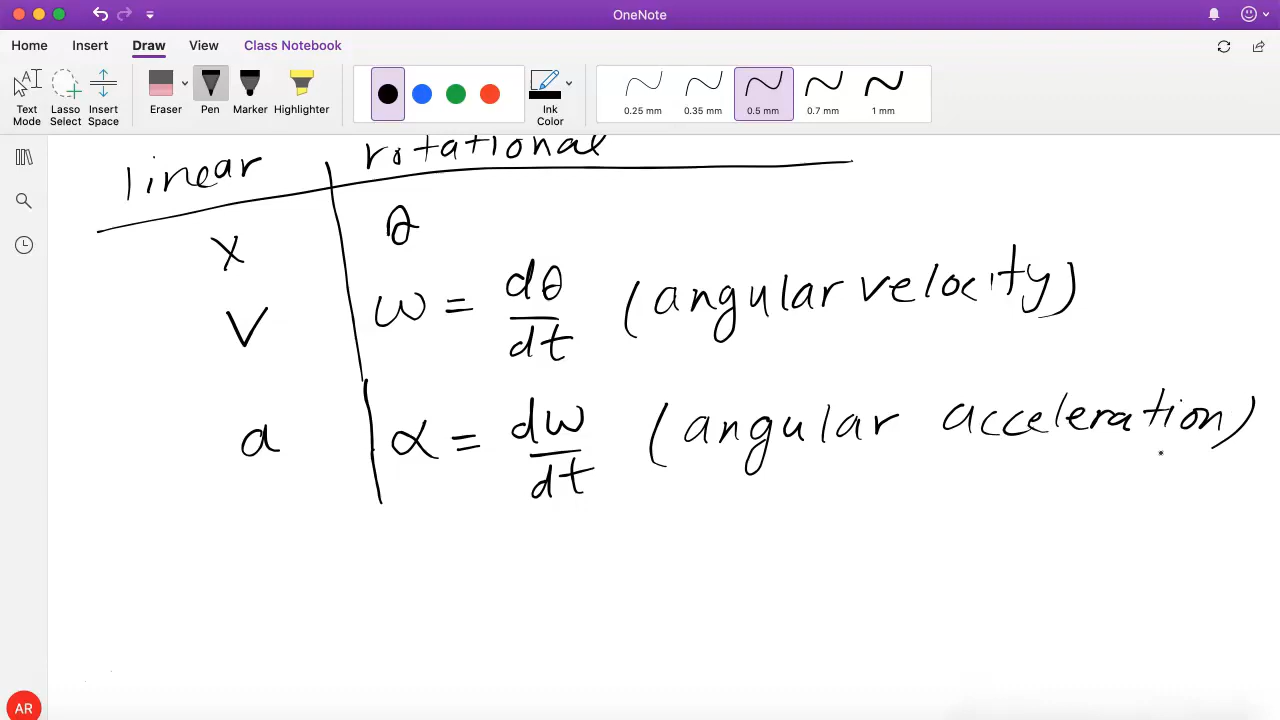 OneNote
Home Insert Draw View Class Notebook
Text Mode Lasso Select Insert Space Eraser Pen Marker Highlighter Ink Color 0.25 mm 0.35 mm 0.5 mm 0.7 mm 1 mm
linear rotational
x θ
v ω = dθ/dt (angular velocity)
a α = dω/dt (angular acceleration)
AR